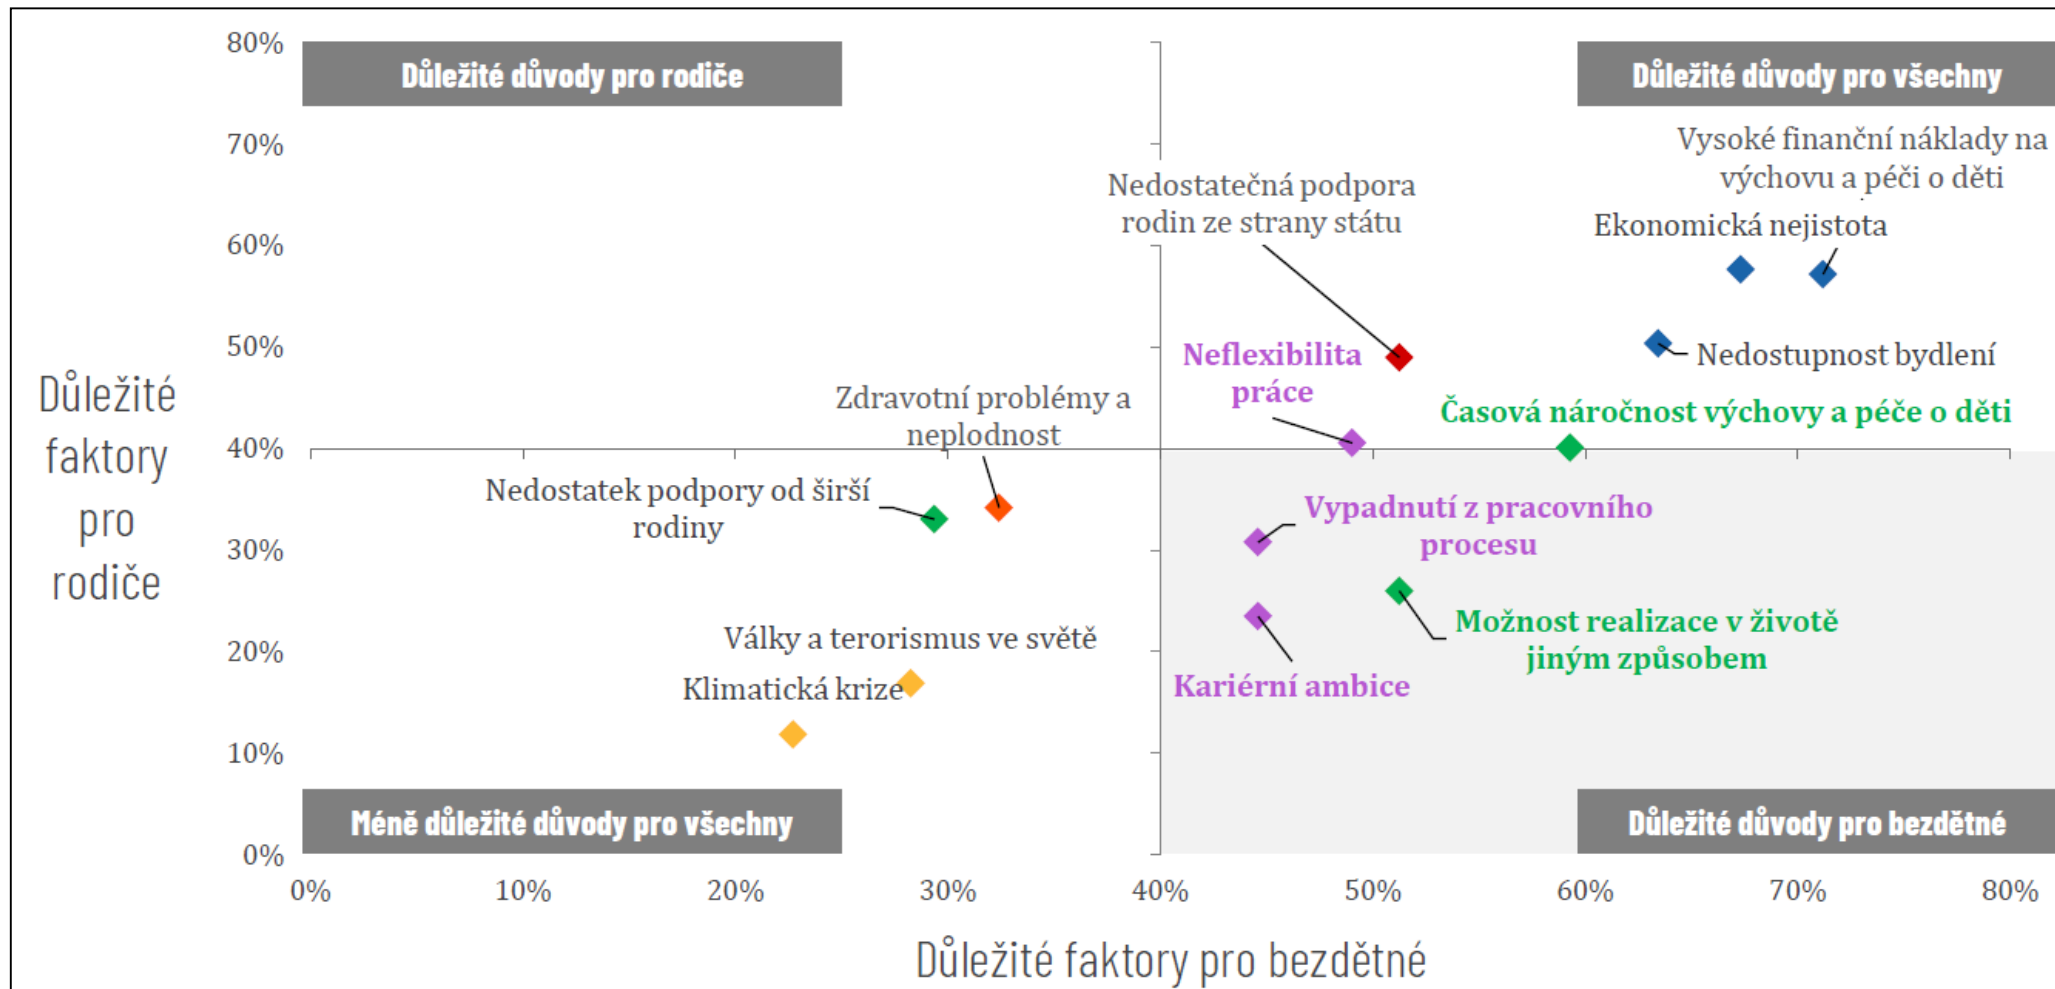 80%
Důležité důvody pro rodiče
Důležité důvody pro všechny
70%
Vysoké finanční náklady na
výchovu a péči o děti
Nedostatečná podpora
rodin ze strany státu
60%
Ekonomická nejistota
50%
Neflexibilita
práce
Nedostupnost bydlení
Důležité
faktory
pro
rodiče
Zdravotní problémy a
neplodnost
Časová náročnost výchovy a péče o děti
40%
Nedostatek podpory od širší
rodiny
Vypadnutí z pracovního
procesu
30%
Možnost realizace v životě
jiným způsobem
20%
Války a terorismus ve světě
Klimatická krize
Kariérní ambice
10%
Méně důležité důvody pro všechny
Důležité důvody pro bezdětné
0%
0% 10% 20% 30% 40% 50% 60% 70% 80%
Důležité faktory pro bezdětné